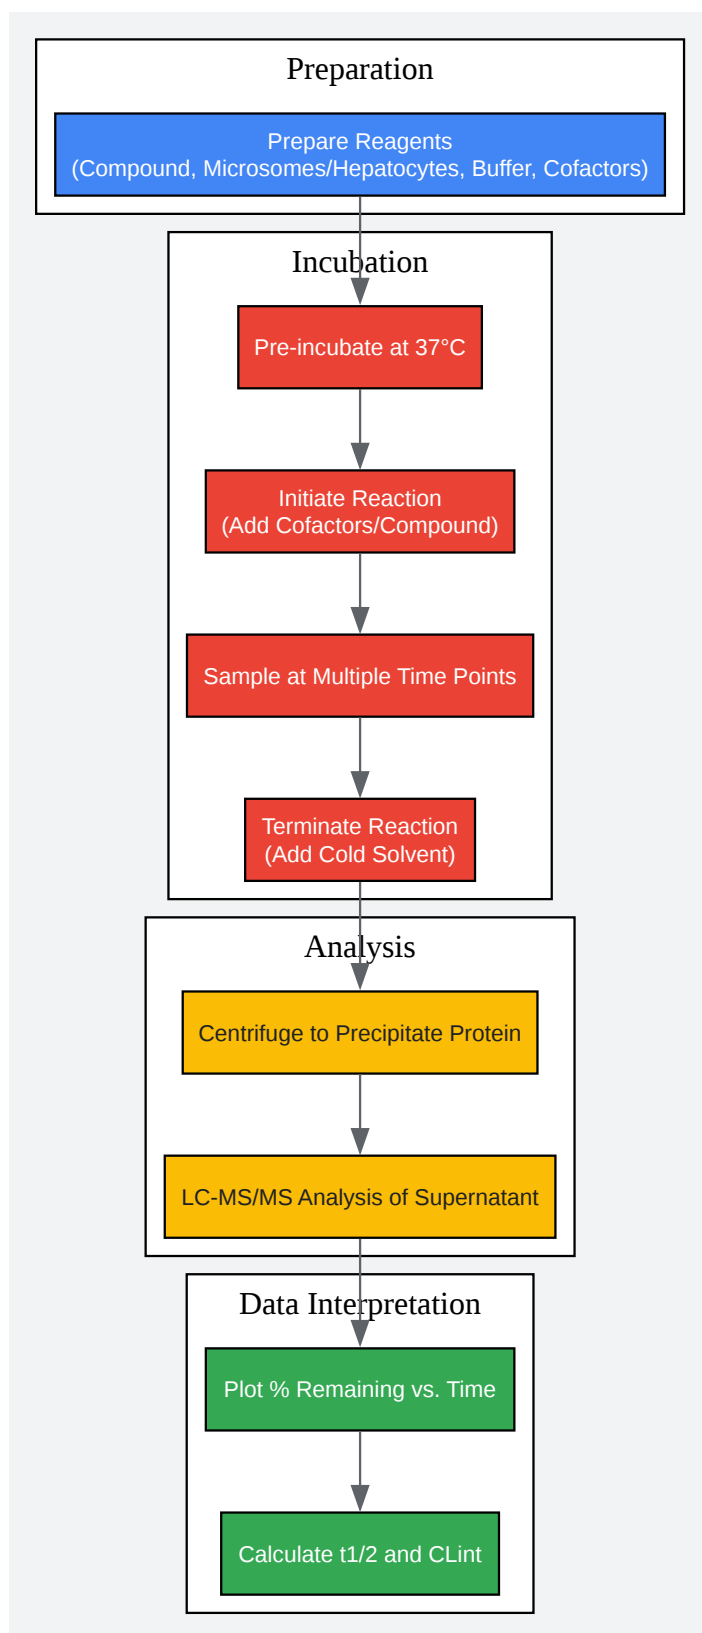 Preparation
Prepare Reagents
(Compound, Microsomes/Hepatocytes, Buffer, Cofactors)
Incubation
Pre-incubate at 37°C
Initiate Reaction
(Add Cofactors/Compound)
Sample at Multiple Time Points
Terminate Reaction
(Add Cold Solvent)
Analysis
Centrifuge to Precipitate Protein
LC-MS/MS Analysis of Supernatant
Data Interpretation
Plot % Remaining vs. Time
Calculate t1/2 and CLint